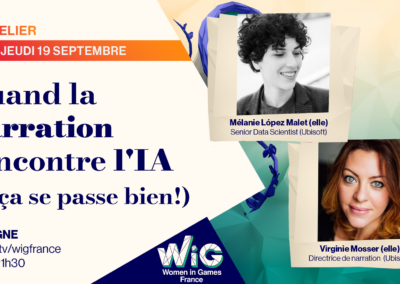 ELIER
JEUDI 19 SEPTEMBRE
uand la
arration
ncontre l'IA
ça se passe bien!)
GNE
tv/wigfrance
1h30
WiG
Women in Games
France
Mélanie López Malet (elle)
Senior Data Scientist (Ubisoft)
Virginie Mosser (elle)
Directrice de narration (Ubis